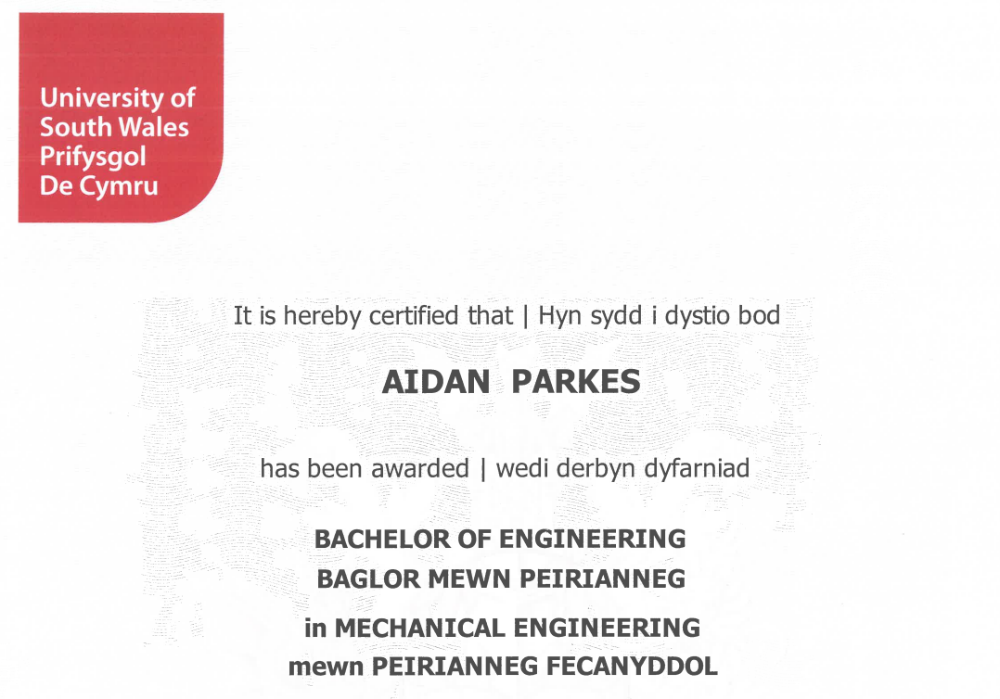 University of
South Wales
Prifysgol
De Cymru
It is hereby certified that | Hyn sydd i dystio bod
AIDAN PARKES
has been awarded | wedi derbyn dyfarniad
BACHELOR OF ENGINEERING
BAGLOR MEWN PEIRIANNEG
in MECHANICAL ENGINEERING
mewn PEIRIANNEG FECANYDDOL